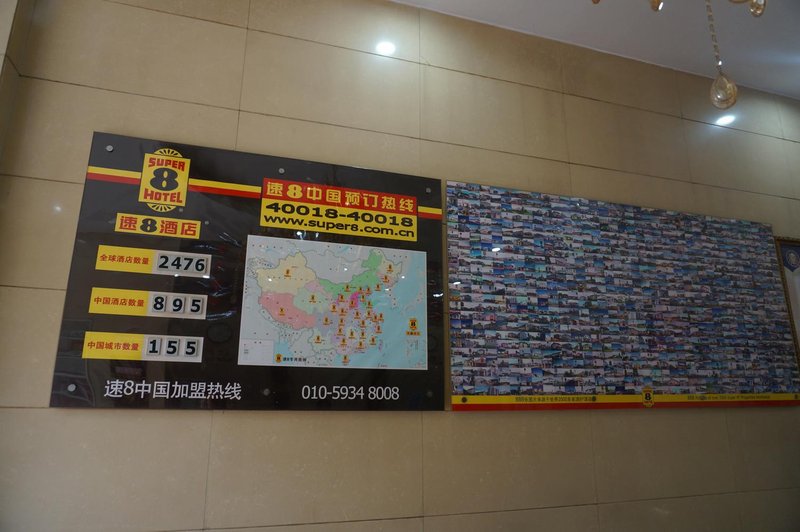 SUPER
8
HOTEL
速8中国预订热线
40018-40018
www.super8.com.cn
速8酒店
全球酒店数量 2476
中国酒店数量 895
中国城市数量 155
速8中国加盟热线 010-5934 8008